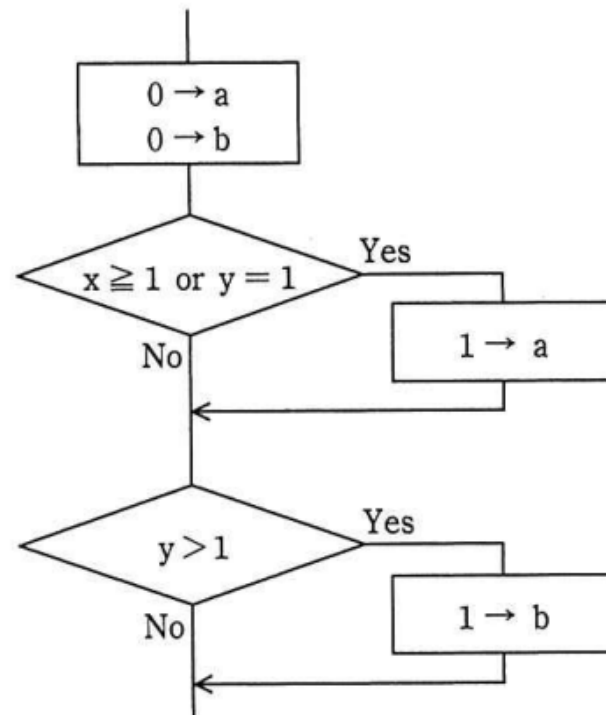 0 → a
0 → b
x ≧ 1 or y = 1
Yes
No
1 → a
y > 1
Yes
No
1 → b